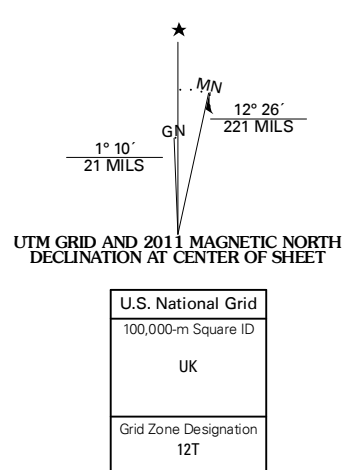 ★
MN
GN
12° 26´
221 MILS
1° 10´
21 MILS
UTM GRID AND 2011 MAGNETIC NORTH
DECLINATION AT CENTER OF SHEET
U.S. National Grid
100,000-m Square ID
UK
Grid Zone Designation
12T